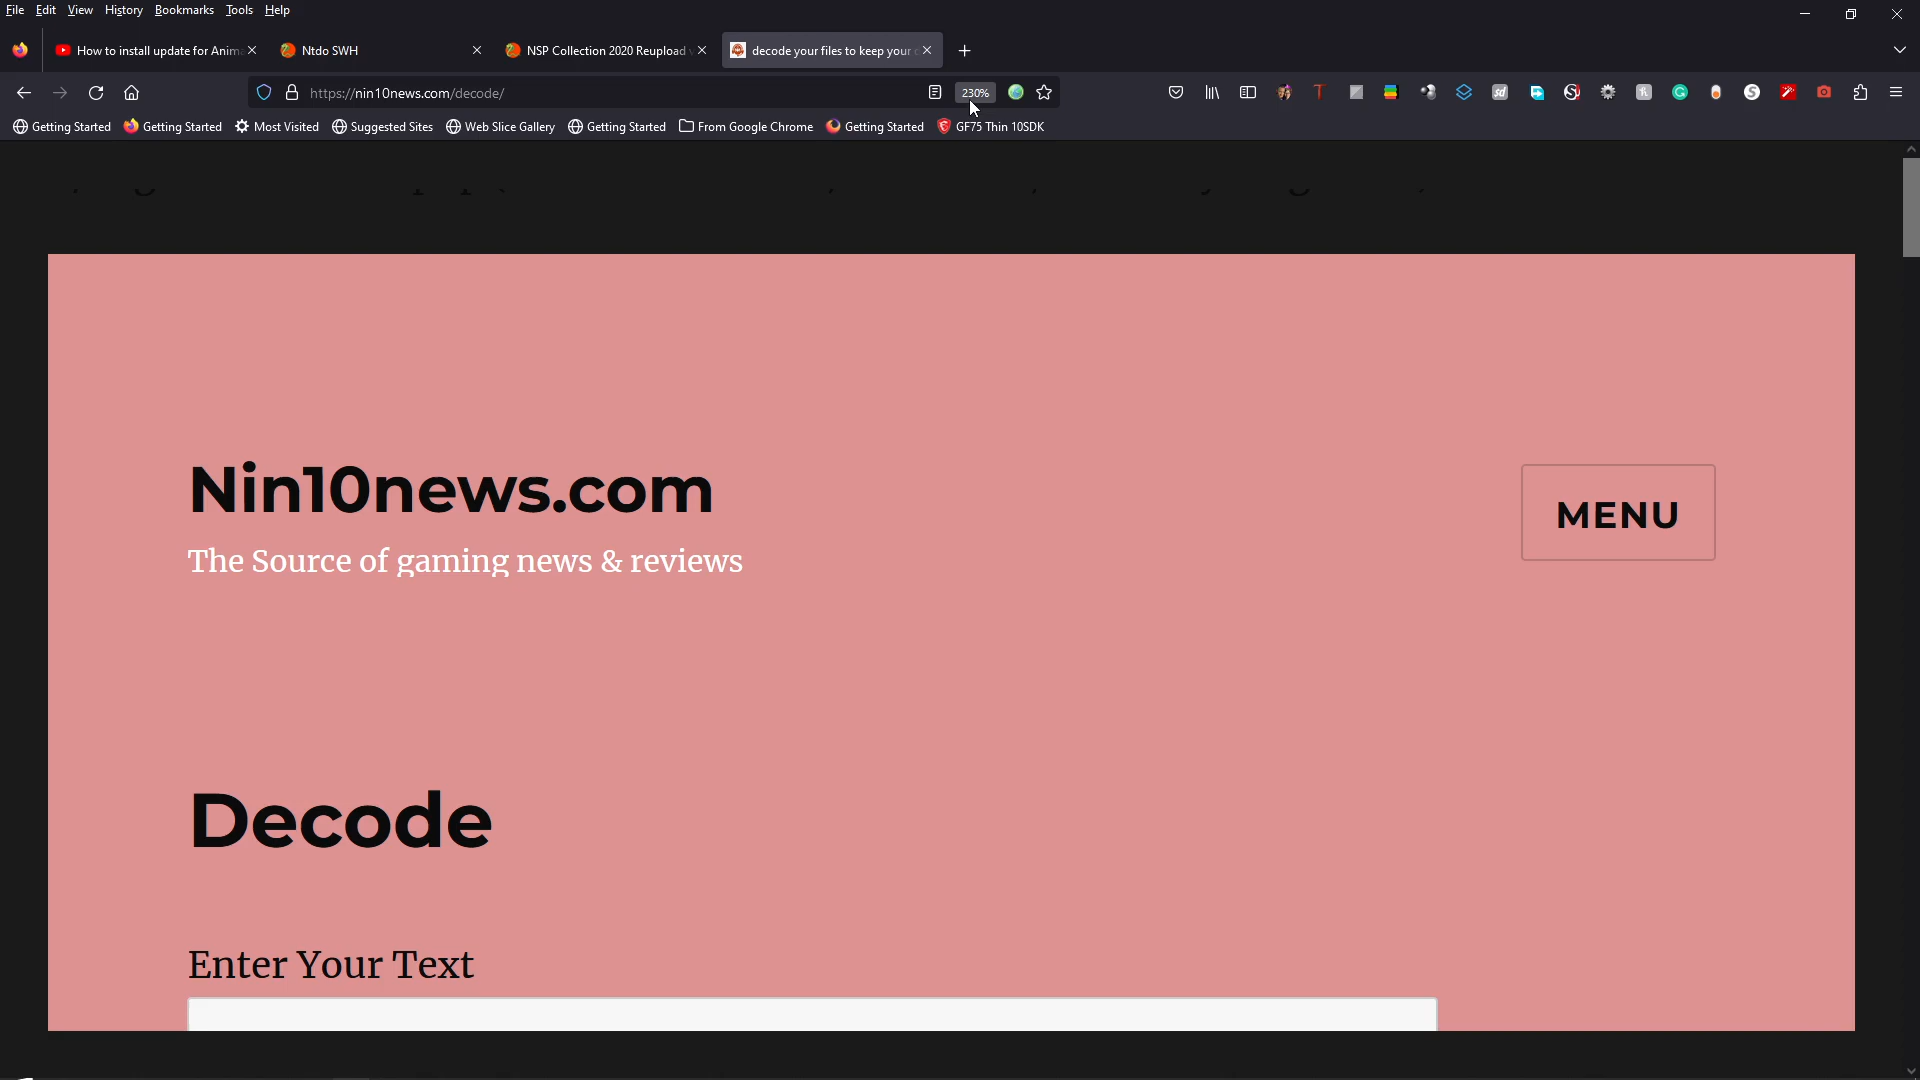 File Edit View History Bookmarks Tools Help
How to install update for Anima
Ntdo SWH
NSP Collection 2020 Reupload
decode your files to keep your
https://nin10news.com/decode/
230%
Getting Started Getting Started Most Visited Suggested Sites Web Slice Gallery Getting Started From Google Chrome Getting Started GF75 Thin 10SDK
Nin10news.com
MENU
The Source of gaming news & reviews
Decode
Enter Your Text